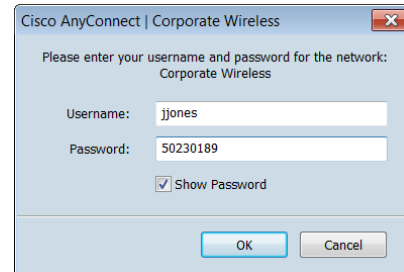 Cisco AnyConnect | Corporate Wireless
Please enter your username and password for the network:
Corporate Wireless
Username: jjones
Password: 50230189
Show Password
OK Cancel